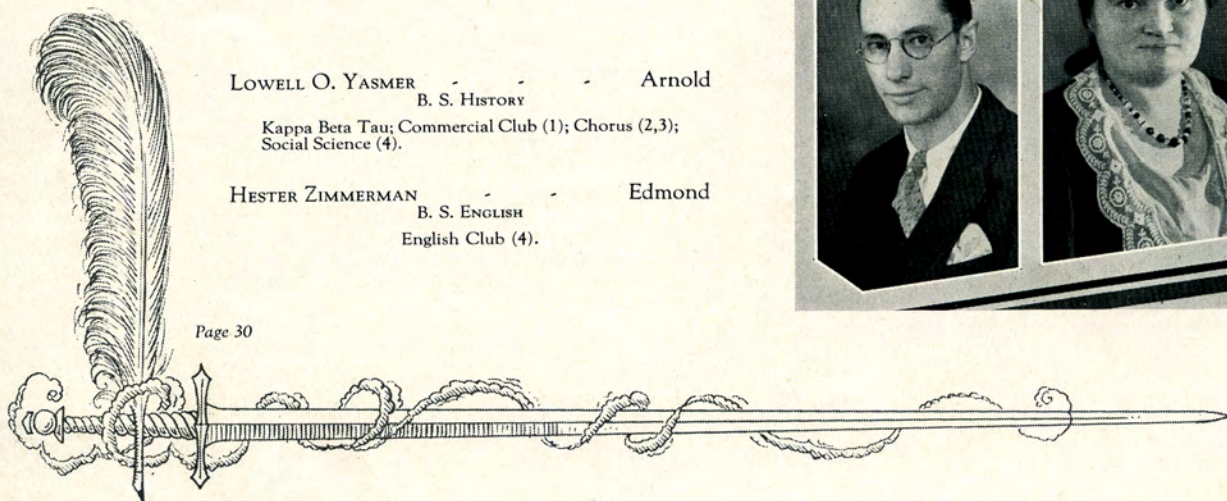 LOWELL O. YASMER - - - Arnold
B. S. HISTORY
Kappa Beta Tau; Commercial Club (1); Chorus (2,3);
Social Science (4).
HESTER ZIMMERMAN - - Edmond
B. S. ENGLISH
English Club (4).
Page 30